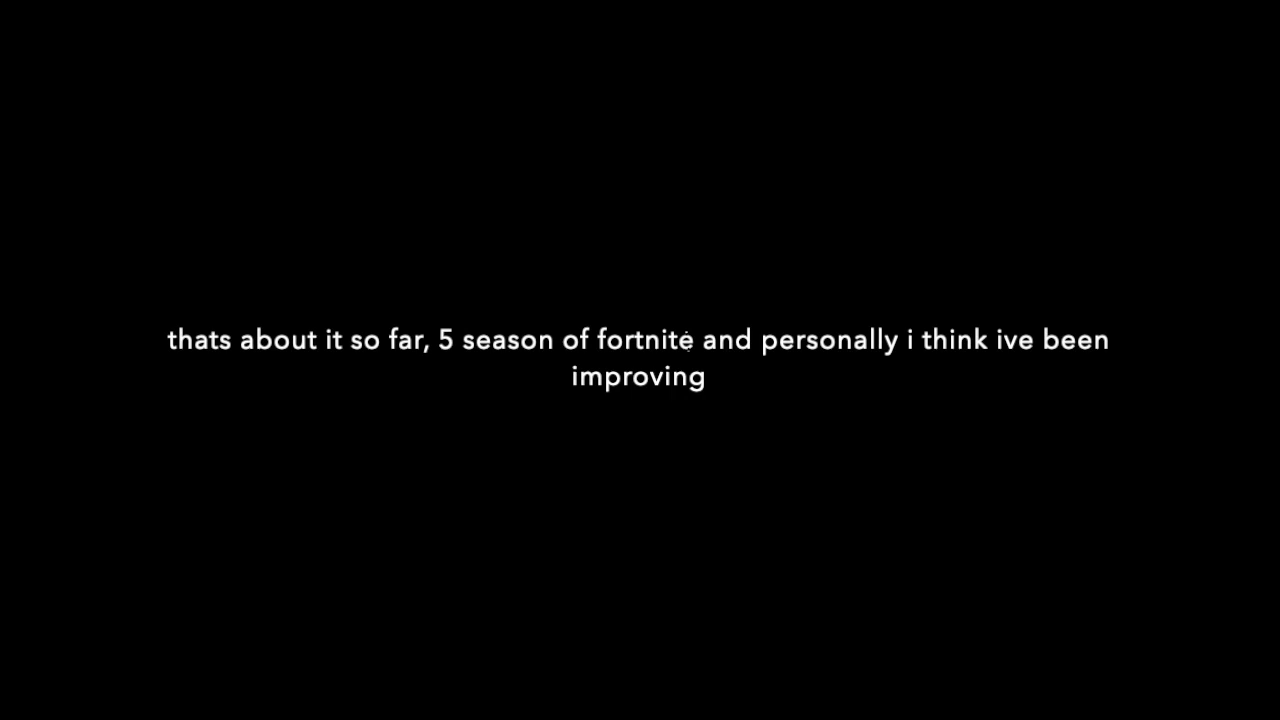 thats about it so far, 5 season of fortnite and personally i think ive been
improving